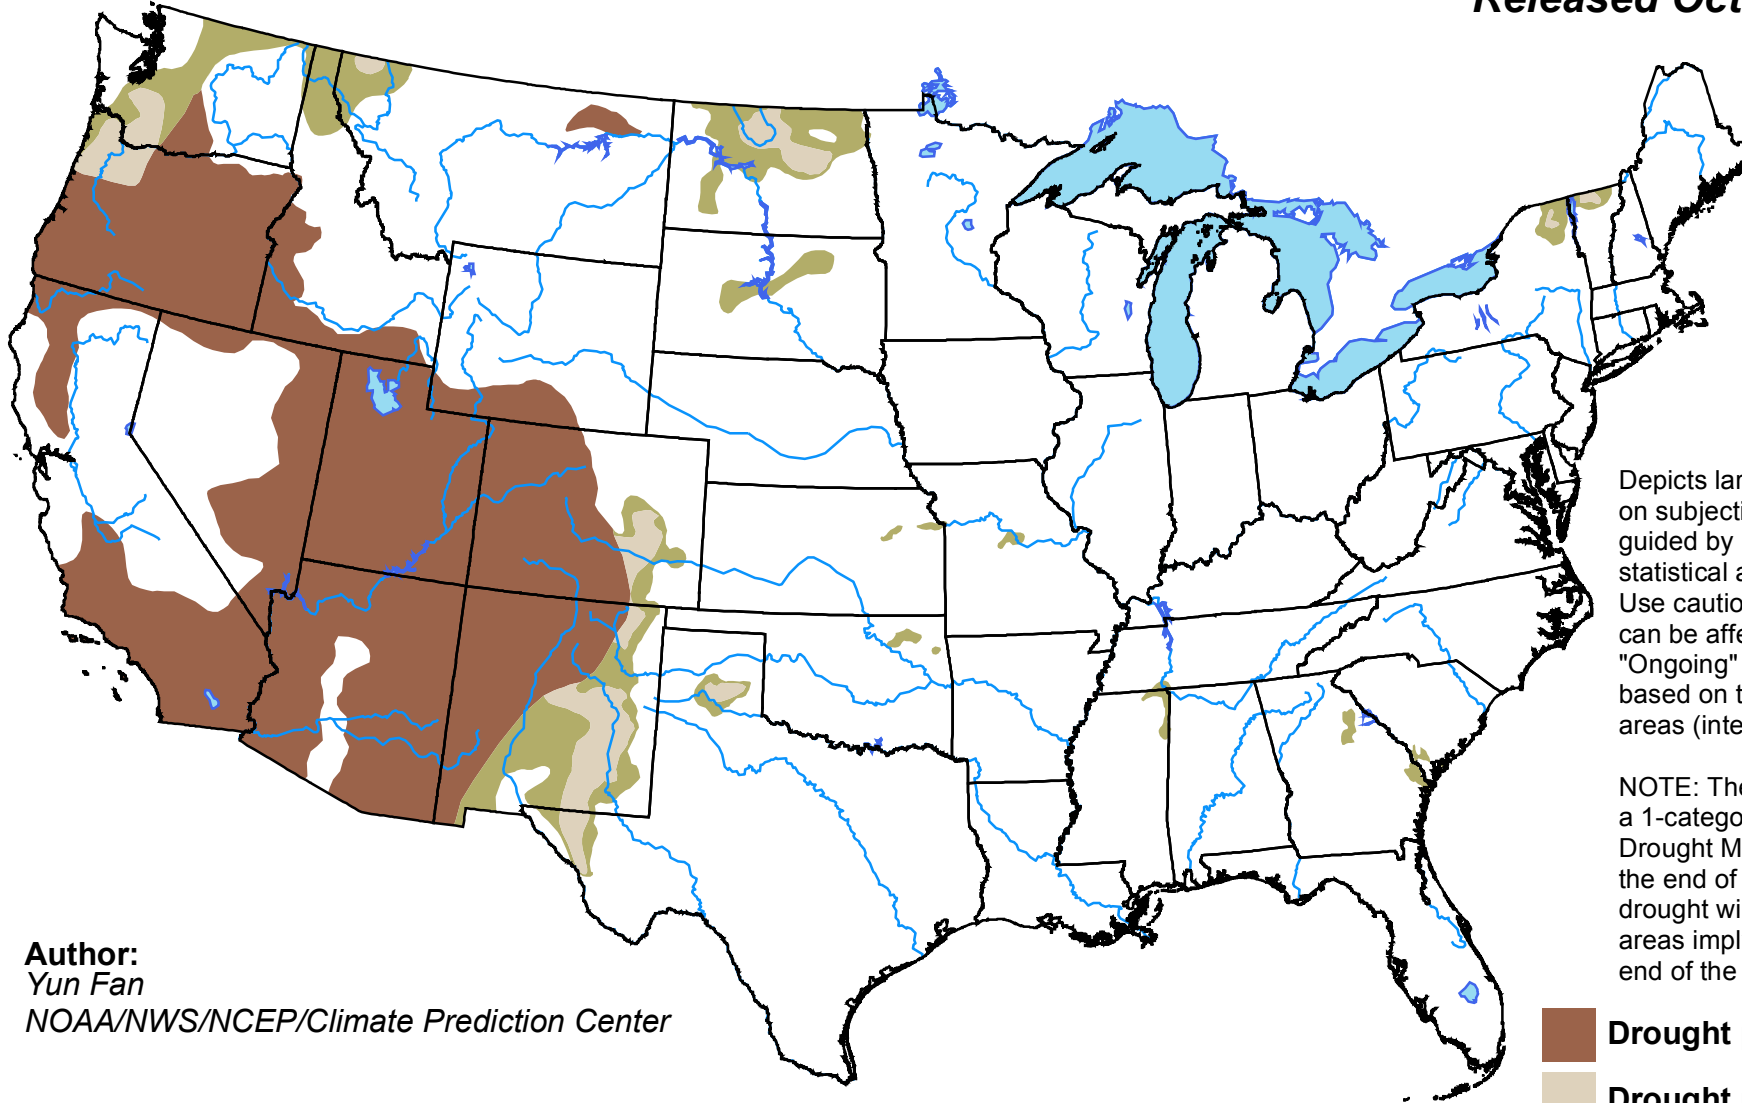 Released Oct
Depicts lar
on subjecti
guided by
statistical a
Use cautio
can be affe
"Ongoing"
based on t
areas (inte
NOTE: The
a 1-catego
Drought M
the end of
drought wi
areas impl
end of the
Author:
Yun Fan
NOAA/NWS/NCEP/Climate Prediction Center
Drought
Drought